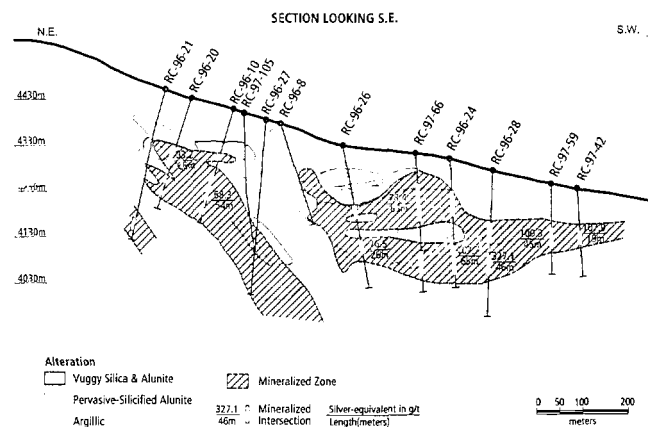 SECTION LOOKING S.E.
N.E.
S.W.
RC-96-21
RC-96-20
RC-96-10
RC-97-105
RC-96-27
RC-96-8
RC-96-26
RC-97-66
RC-96-24
RC-96-28
RC-97-59
RC-97-42
4430m
4330m
4130m
4030m
327.1
46m
Alteration
Vuggy Silica & Alunite
Mineralized Zone
Pervasive-Silicified Alunite
Argillic
327.1 Mineralized Silver-equivalent in g/t
46m Intersection Length(meters)
0 50 100 200
meters